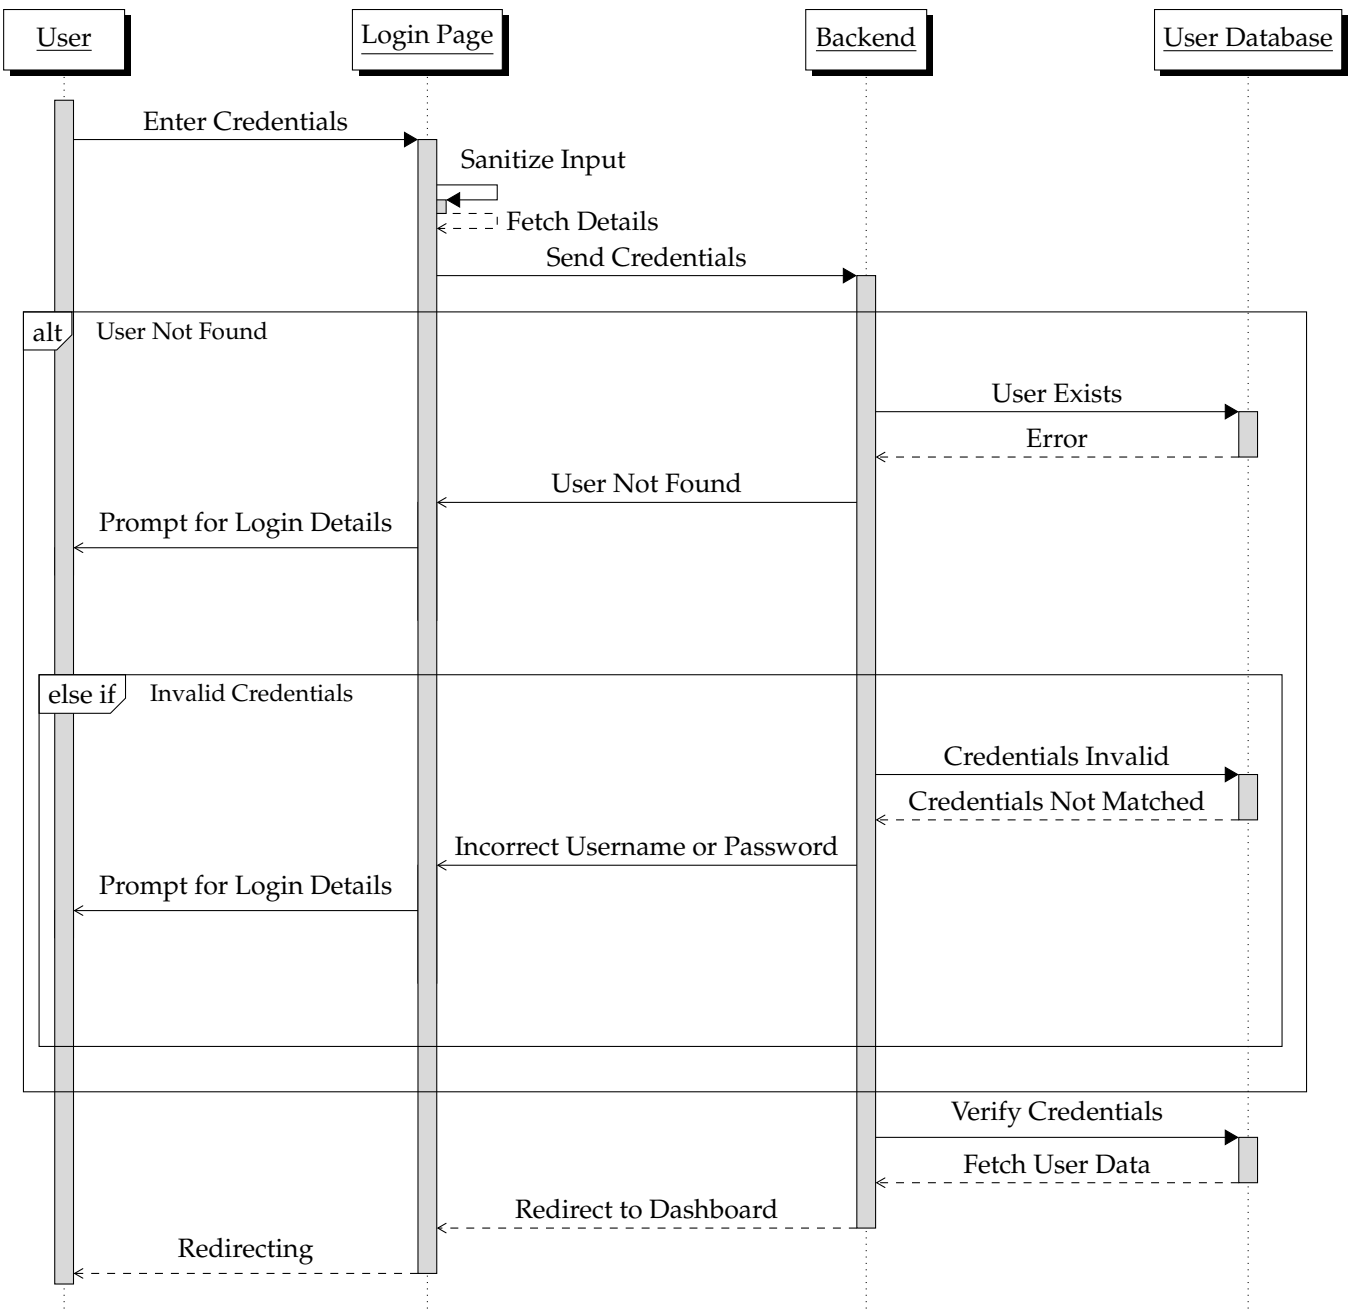 User
Login Page
Backend
User Database
Enter Credentials
Sanitize Input
Fetch Details
Send Credentials
alt
User Not Found
User Exists
Error
User Not Found
Prompt for Login Details
else if
Invalid Credentials
Credentials Invalid
Credentials Not Matched
Incorrect Username or Password
Prompt for Login Details
Verify Credentials
Fetch User Data
Redirect to Dashboard
Redirecting